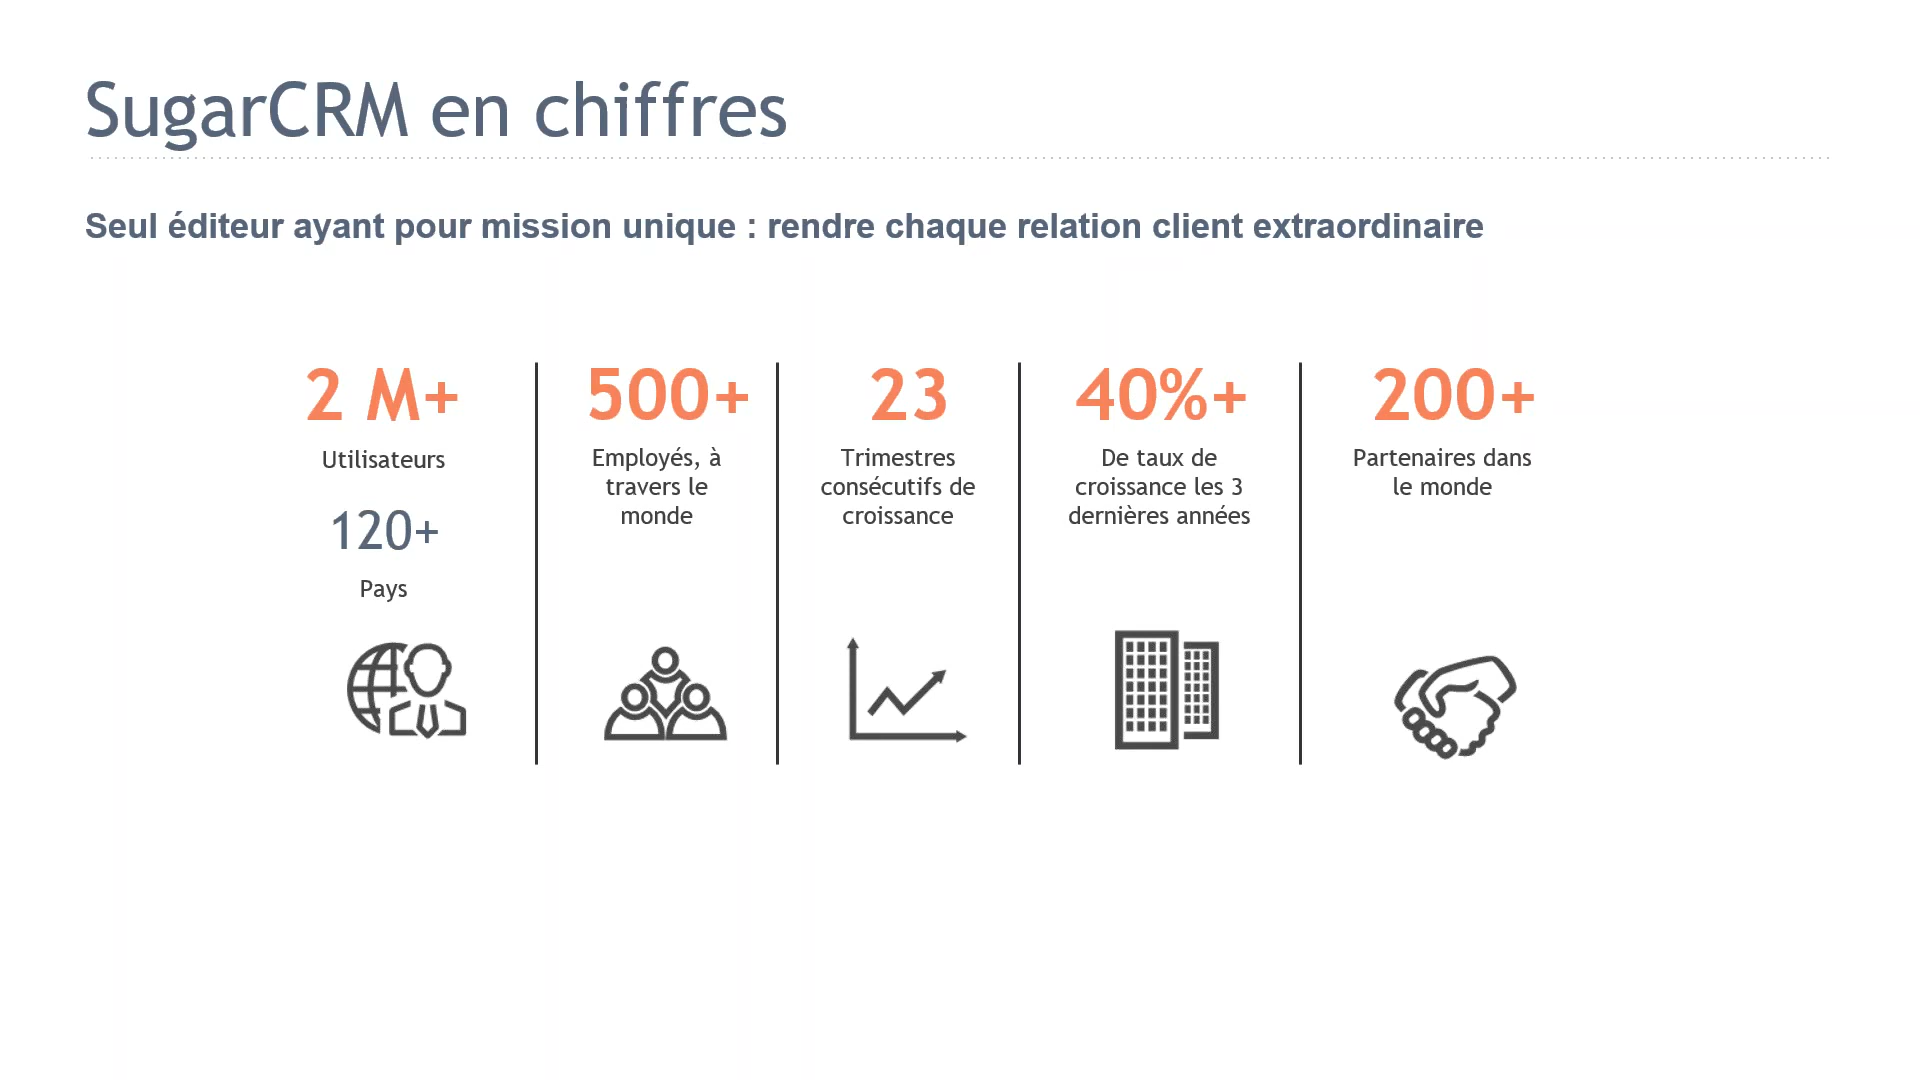 SugarCRM en chiffres
Seul éditeur ayant pour mission unique : rendre chaque relation client extraordinaire
2 M+
Utilisateurs
120+
Pays
500+
Employés, à
travers le
monde
23
Trimestres
consécutifs de
croissance
40%+
De taux de
croissance les 3
dernières années
200+
Partenaires dans
le monde